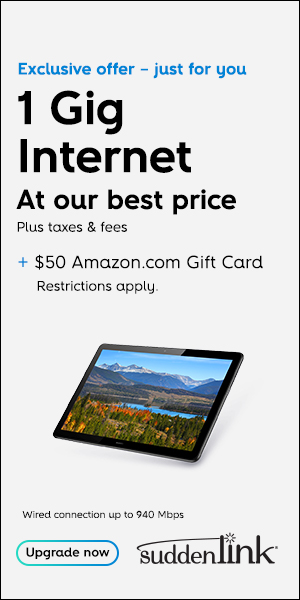 Exclusive offer – just for you
1 Gig
Internet
At our best price
Plus taxes & fees
+ $50 Amazon.com Gift Card
Restrictions apply.
Wired connection up to 940 Mbps
Upgrade now
suddenlink®